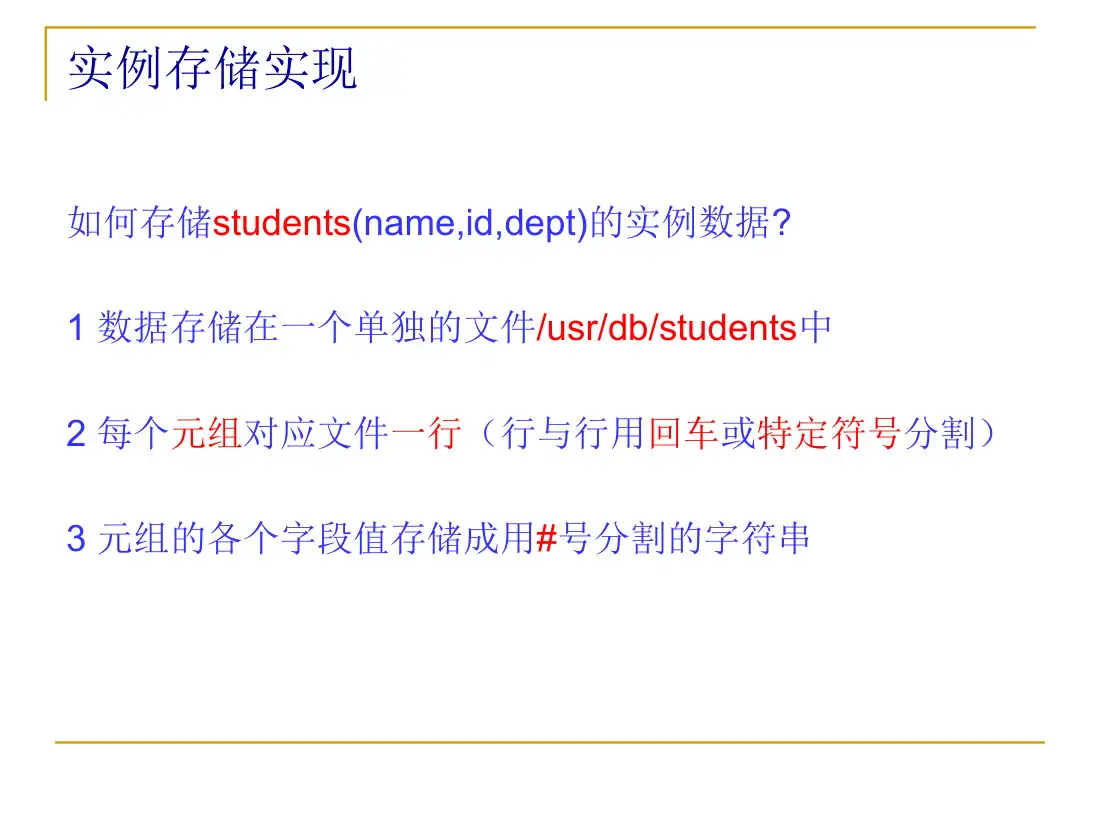 实例存储实现
如何存储students(name,id,dept)的实例数据?
1 数据存储在一个单独的文件/usr/db/students中
2 每个元组对应文件一行（行与行用回车或特定符号分割）
3 元组的各个字段值存储成用#号分割的字符串